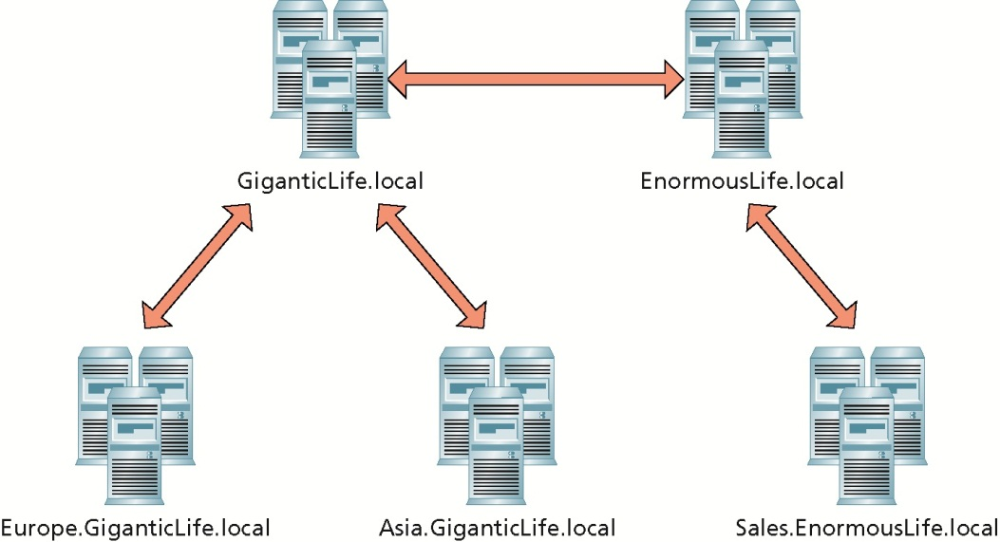 GiganticLife.local
EnormousLife.local
Europe.GiganticLife.local
Asia.GiganticLife.local
Sales.EnormousLife.local